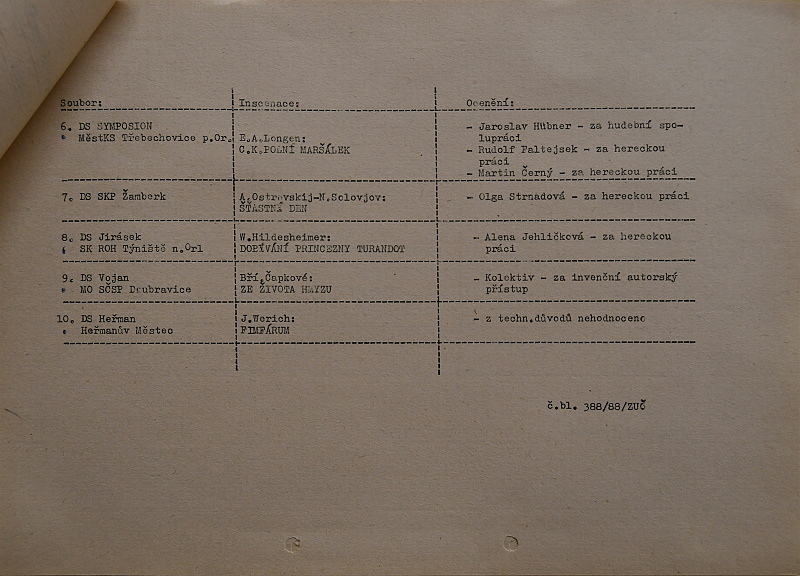 Soubor: Inscenace: Ocenění:
6. DS SYMPOSION - Jaroslav Hübner - za hudební spo-
MěstKS Třebechovice p.Or. E.A.Longen: lupráci
C.K.POLNÍ MARŠÁLEK - Rudolf Faltejsek - za hereckou
práci
- Martin Černý - za hereckou práci
7. DS SKP Žamberk A.Ostrovskij-N.Solovjov: - Olga Strnadová - za hereckou práci
ŠŤASTNÍ DEN
8. DS Jirásek W.Hildesheimer: - Alena Jehličková - za hereckou
SK ROH Týniště n.Orl DOBÍVÁNÍ PRINCEZNY TURANDOT práci
9. DS Vojan Bří.Čapkové: - Kolektiv - za invenční autorský
MO SČSP Doubravice ZE ŽIVOTA HMYZU přístup
10. DS Heřman J.Werich: - z techn.důvodů nehodnoceno
Heřmanův Městec FIMFÁRUM
č.bl. 388/88/ZUČ